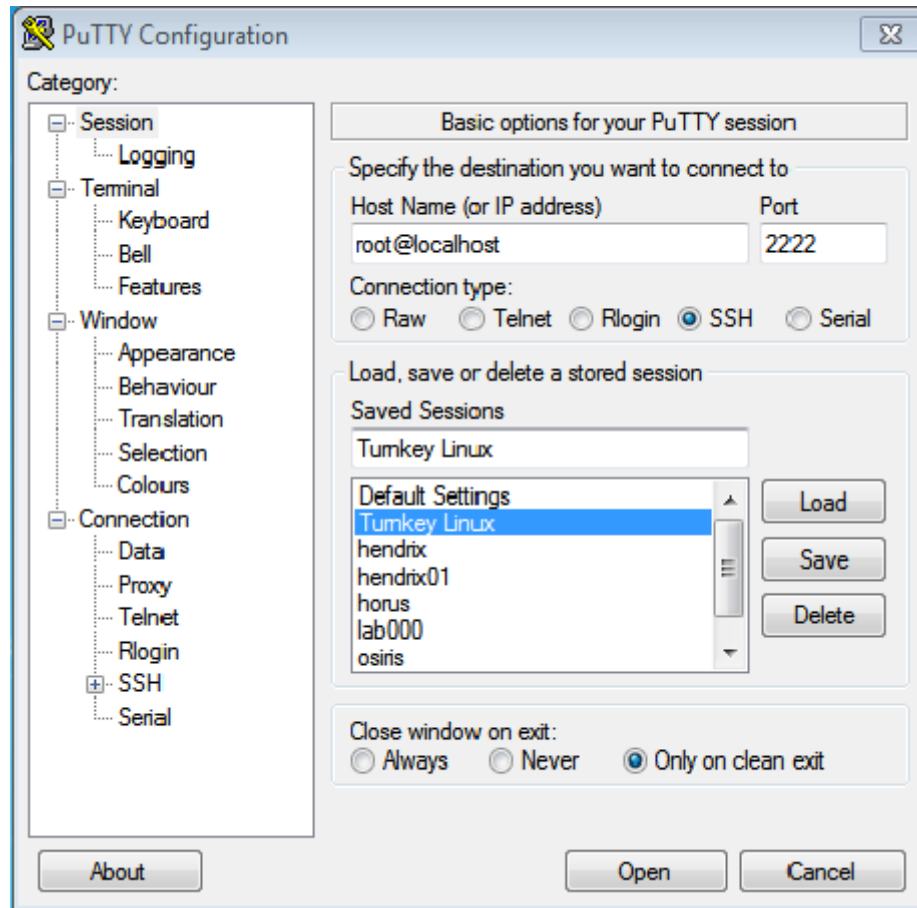 PuTTY Configuration
Category:
Session
Logging
Terminal
Keyboard
Bell
Features
Window
Appearance
Behaviour
Translation
Selection
Colours
Connection
Data
Proxy
Telnet
Rlogin
SSH
Serial
Basic options for your PuTTY session
Specify the destination you want to connect to
Host Name (or IP address) Port
root@localhost 2222
Connection type:
Raw Telnet Rlogin SSH Serial
Load, save or delete a stored session
Saved Sessions
Turnkey Linux
Default Settings
Turnkey Linux
hendrix
hendrix01
horus
lab000
osiris
Load
Save
Delete
Close window on exit:
Always Never Only on clean exit
About Open Cancel